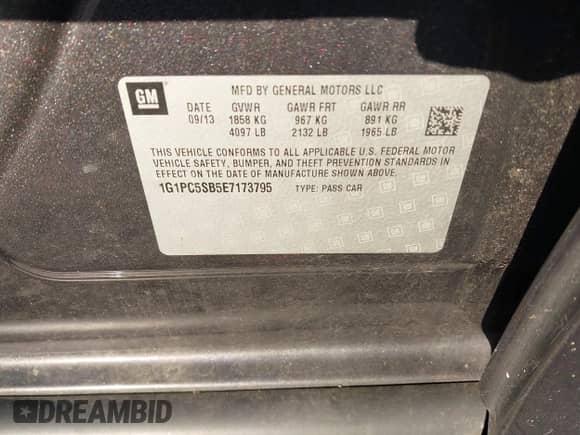 GM
MFD BY GENERAL MOTORS LLC
DATE GVWR GAWR FRT GAWR RR
09/13 1858 KG 967 KG 891 KG
4097 LB 2132 LB 1965 LB
THIS VEHICLE CONFORMS TO ALL APPLICABLE U.S. FEDERAL MOTOR
VEHICLE SAFETY, BUMPER, AND THEFT PREVENTION STANDARDS IN
EFFECT ON THE DATE OF MANUFACTURE SHOWN ABOVE.
1G1PC5SB5E7173795 TYPE: PASS CAR
DREAMBID